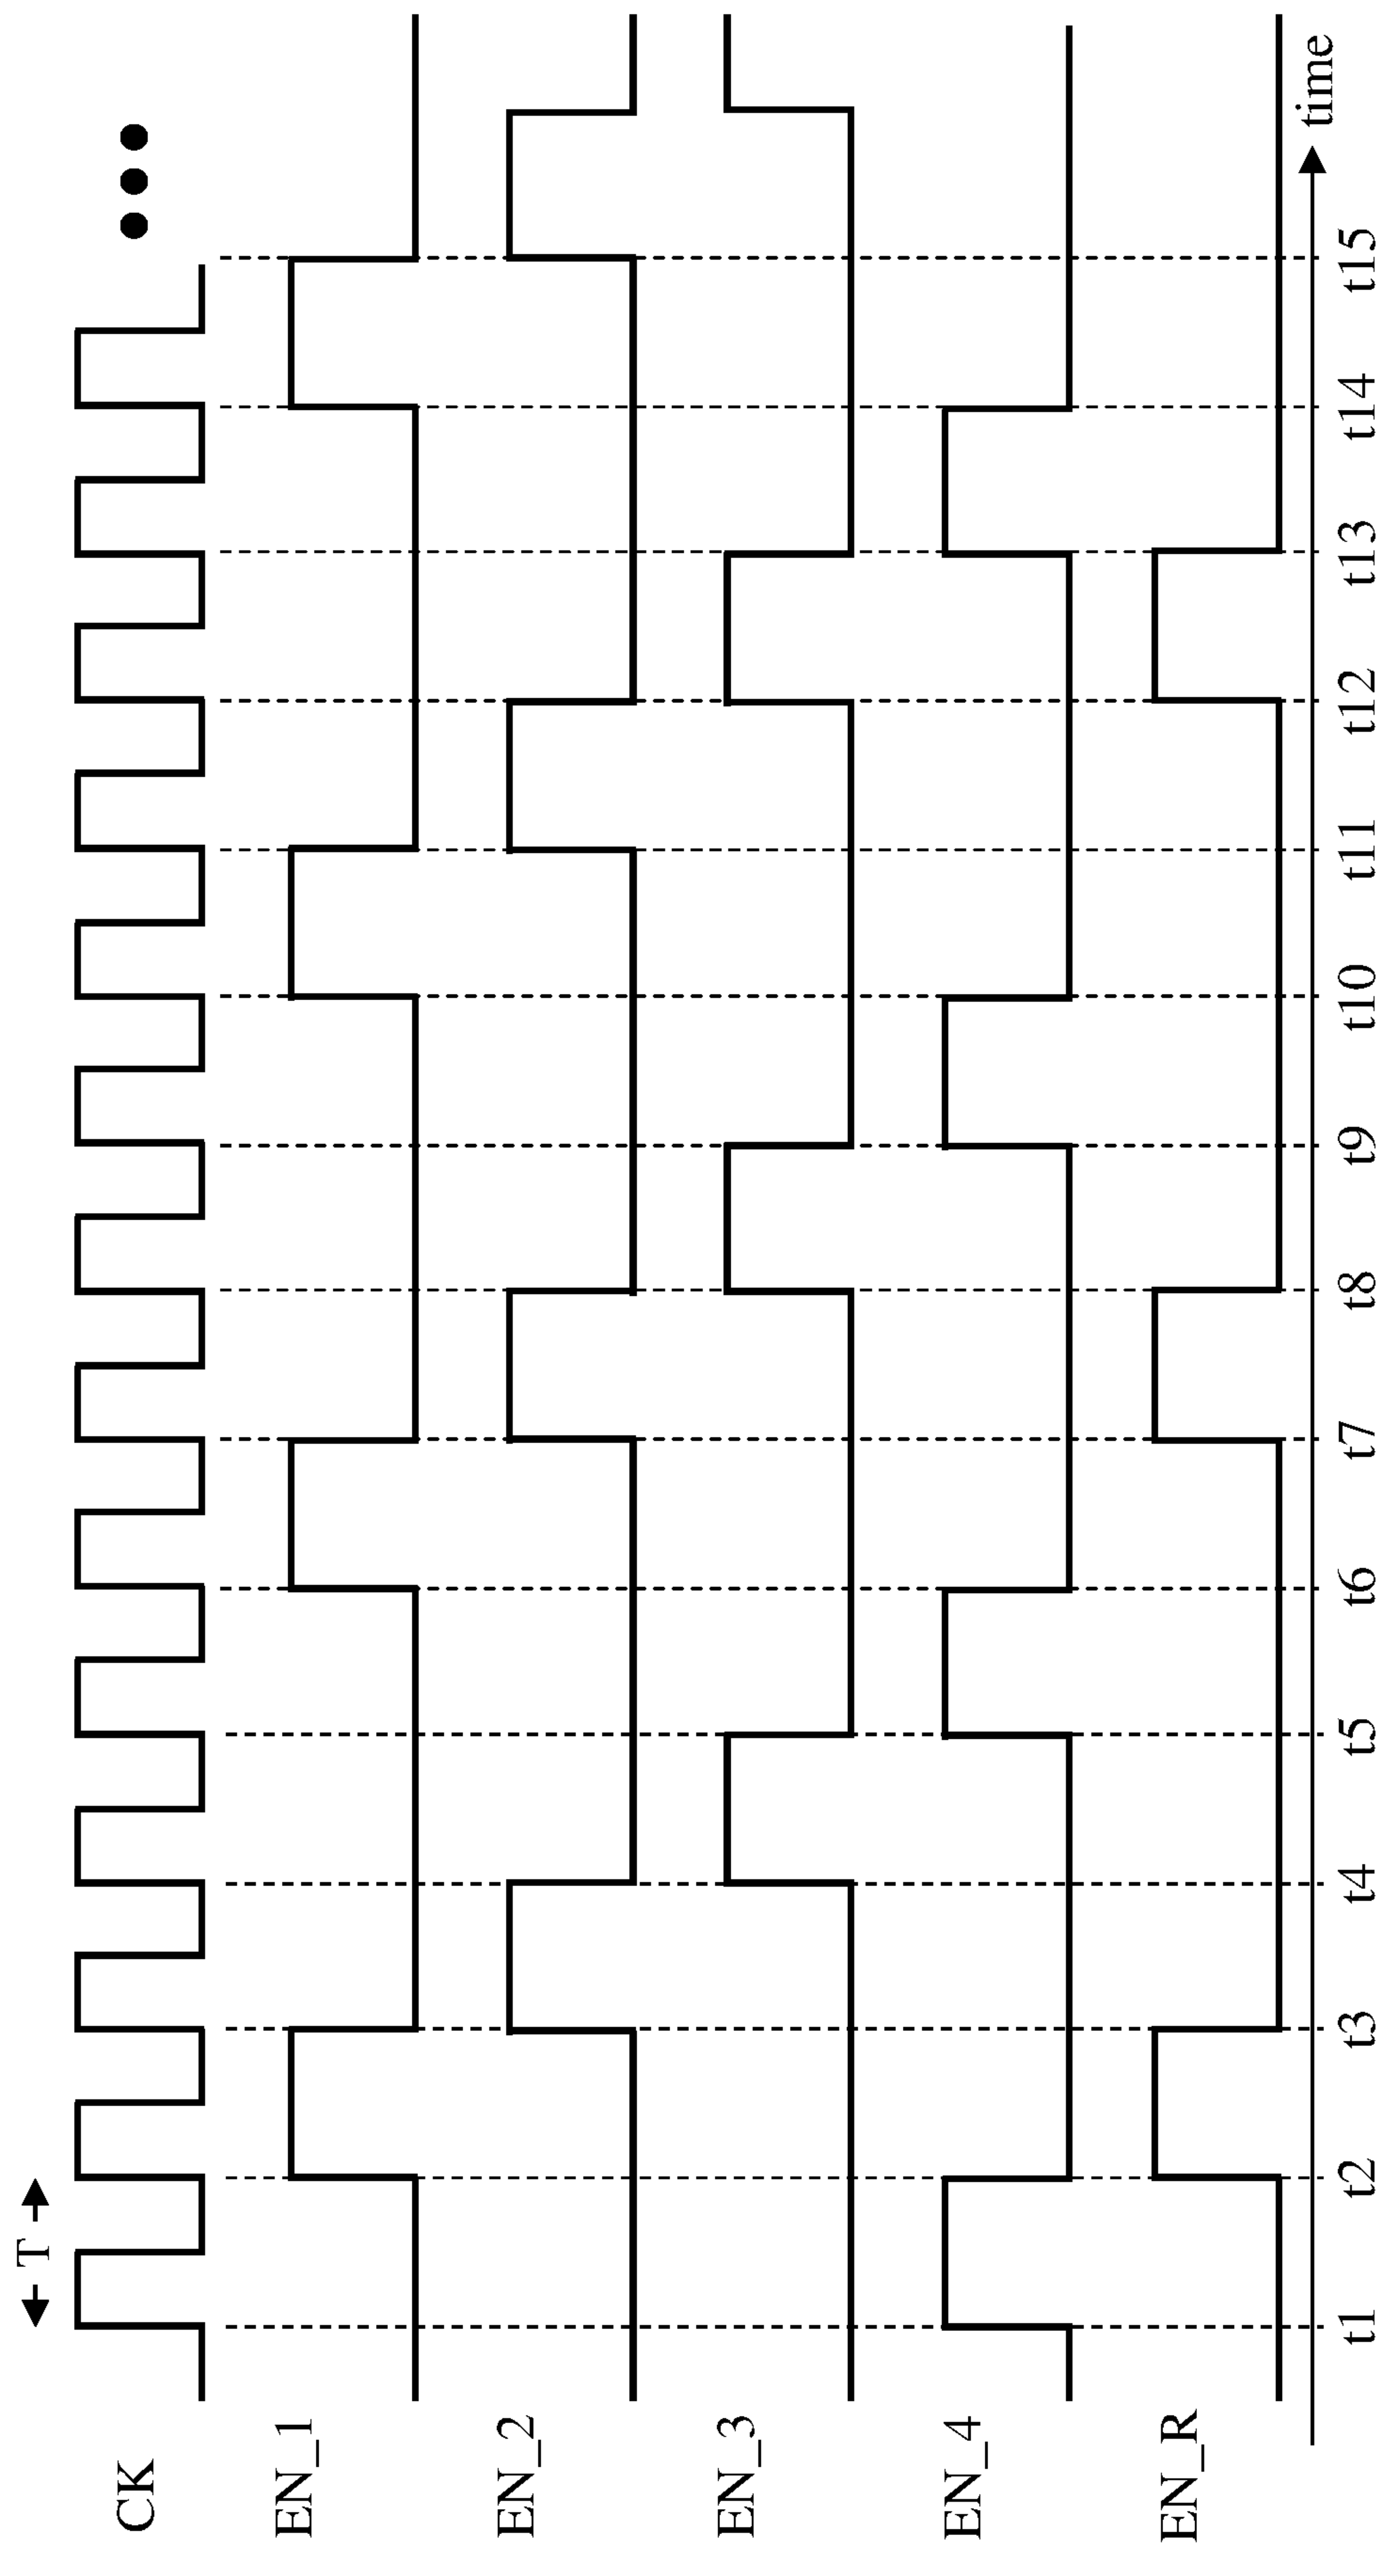 T
CK
EN_1
EN_2
EN_3
EN_4
EN_R
t1 t2 t3 t4 t5 t6 t7 t8 t9 t10 t11 t12 t13 t14 t15
time